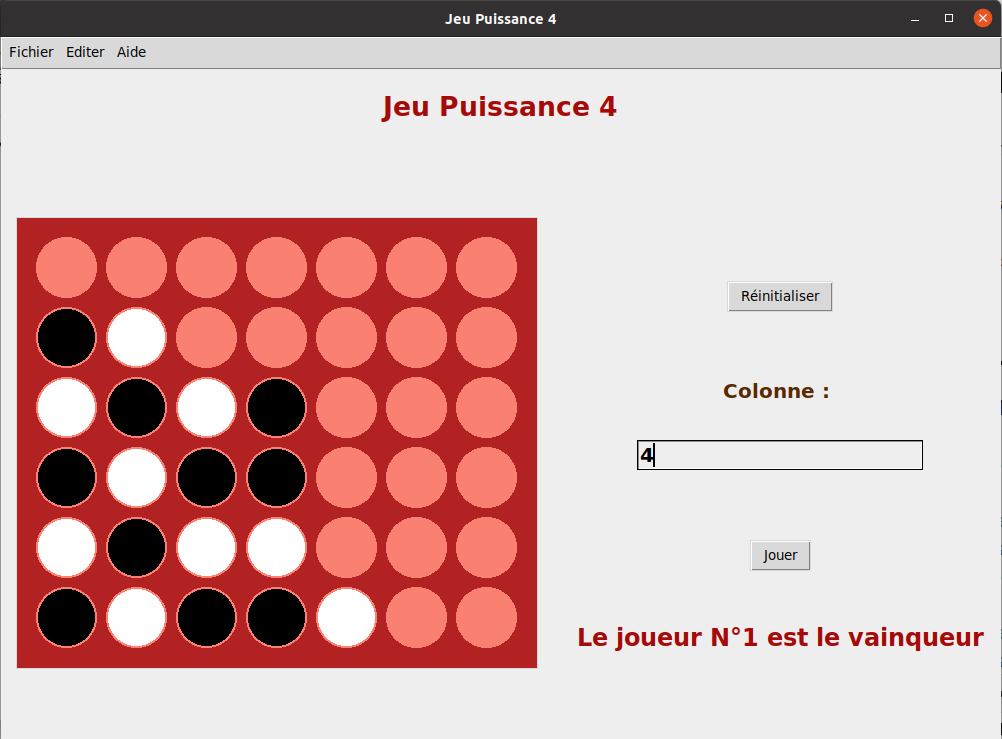 Jeu Puissance 4
Fichier Editer Aide
Jeu Puissance 4
Réinitialiser
Colonne :
4
Jouer
Le joueur N°1 est le vainqueur